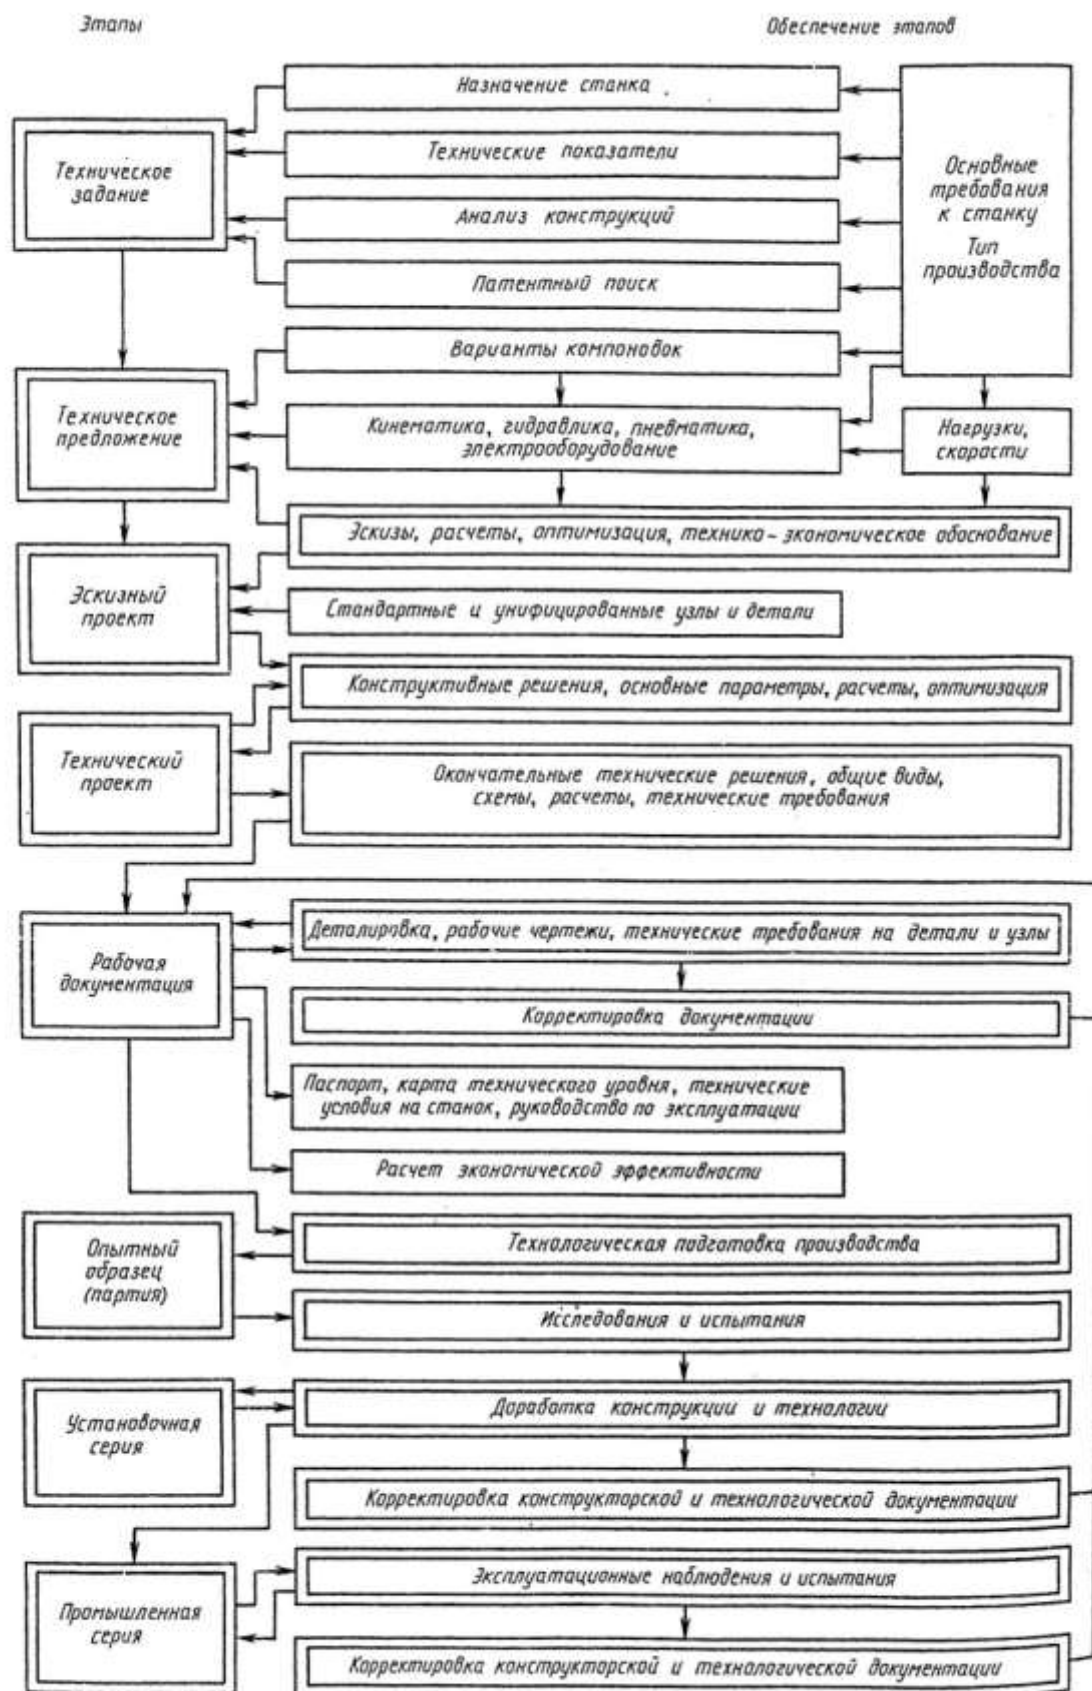 Этапы
Обеспечение этапов
Назначение станка
Техническое
задание
Технические показатели
Анализ конструкций
Патентный поиск
Основные
требования
к станку
Тип
производства
Варианты компоновок
Техническое
предложение
Кинематика, гидравлика, пневматика,
электрооборудование
Нагрузки,
скорасти
Эскизы, расчеты, оптимизация, технико-экономическое обоснование
Эскизный
проект
Стандартные и унифицированные узлы и детали
Конструктивные решения, основные параметры, расчеты, оптимизация
Технический
проект
Окончательные технические решения, общие виды,
схемы, расчеты, технические требования
Рабочая
документация
Деталировка, рабочие чертежи, технические требования на детали и узлы
Корректировка документации
Паспорт, карта технического уровня, технические
условия на станок, руководство по эксплуатации
Расчет экономической эффективности
Опытный
образец
(партия)
Технологическая подготовка производства
Исследования и испытания
Установочная
серия
Доработка конструкции и технологии
Корректировка конструкторской и технологической документации
Промышленная
серия
Эксплуатационные наблюдения и испытания
Корректировка конструкторской и технологической документации